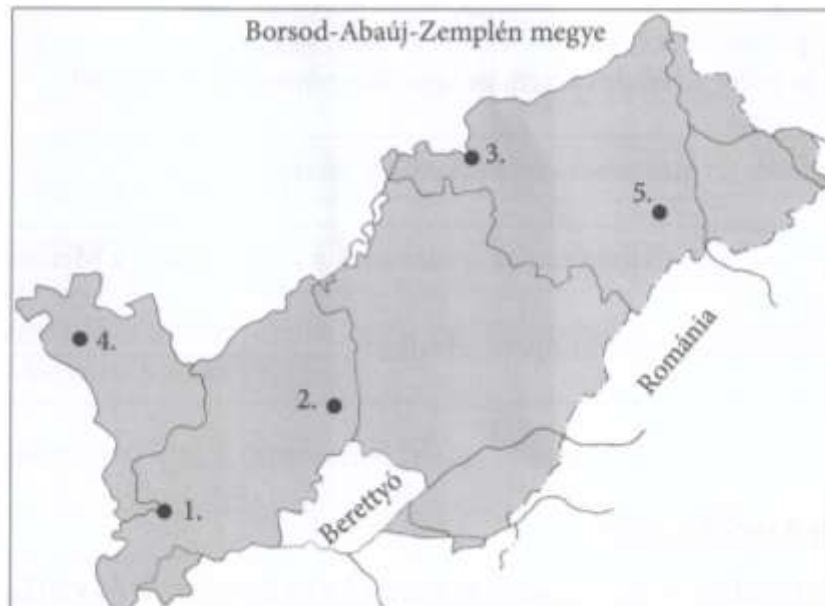 Borsod-Abaúj-Zemplén megye
3.
5.
4.
Románia
2.
1.
Berettyó